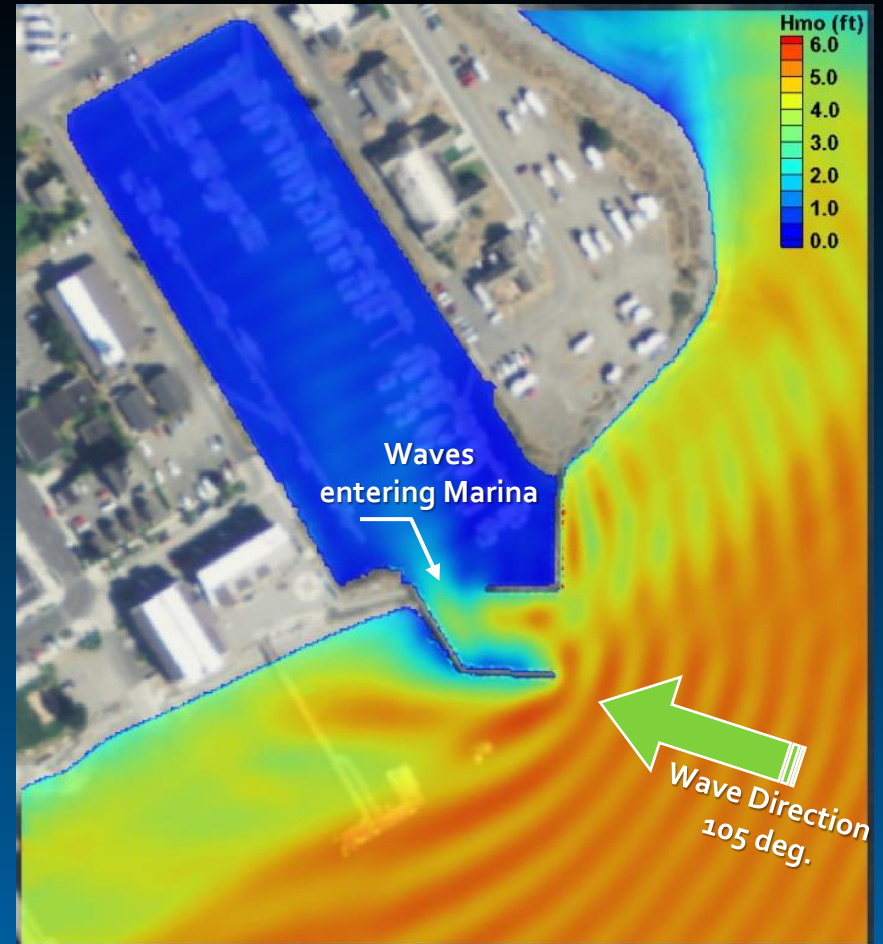 Hmo (ft)
6.0
5.0
4.0
3.0
2.0
1.0
0.0
Waves
entering Marina
Wave Direction
105 deg.